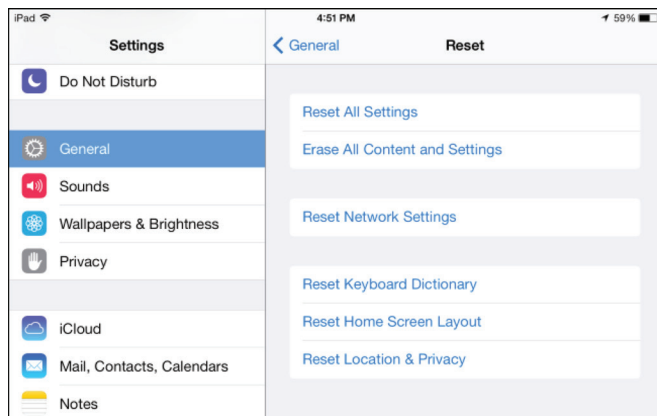 iPad 4:51 PM 59%
Settings
Do Not Disturb
General
Sounds
Wallpapers & Brightness
Privacy
iCloud
Mail, Contacts, Calendars
Notes
General Reset
Reset All Settings
Erase All Content and Settings
Reset Network Settings
Reset Keyboard Dictionary
Reset Home Screen Layout
Reset Location & Privacy